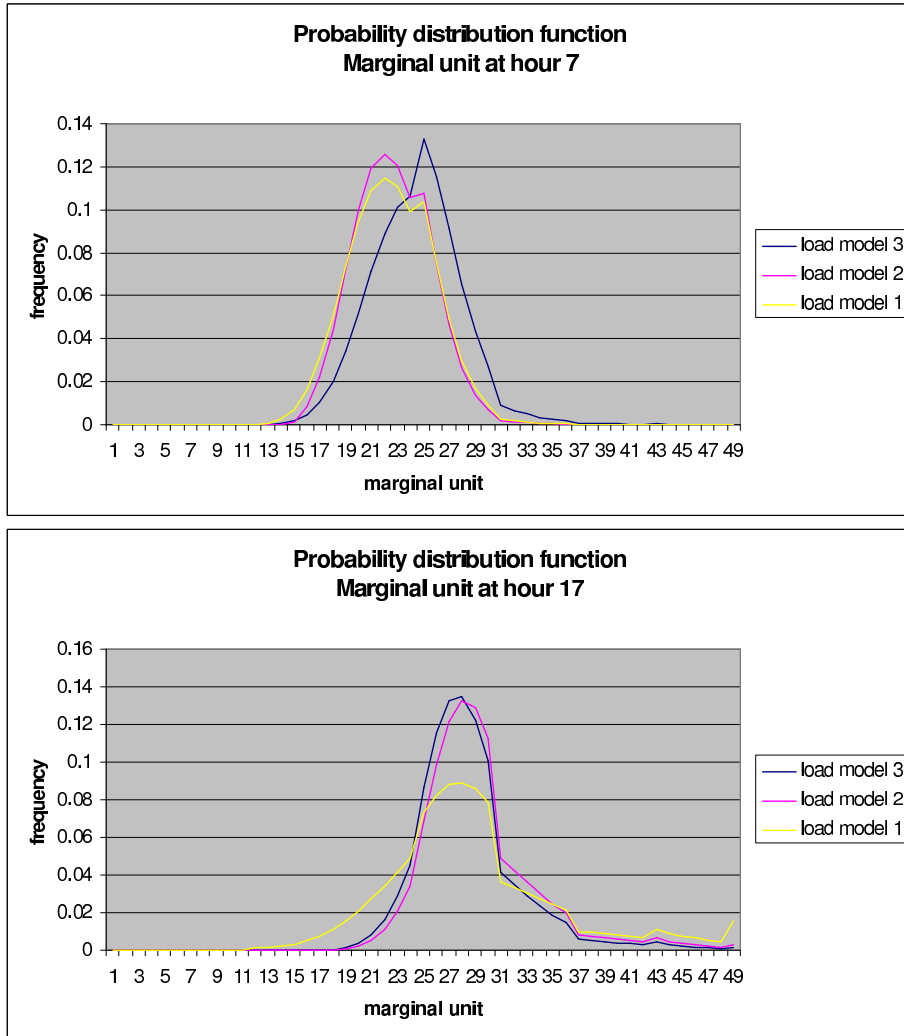 Probability distribution function
Marginal unit at hour 7
0.14
0.12
0.1
0.08
0.06
0.04
0.02
0
frequency
1 3 5 7 9 11 13 15 17 19 21 23 25 27 29 31 33 35 37 39 41 43 45 47 49
marginal unit
load model 3
load model 2
load model 1
Probability distribution function
Marginal unit at hour 17
0.16
0.14
0.12
0.1
0.08
0.06
0.04
0.02
0
frequency
1 3 5 7 9 11 13 15 17 19 21 23 25 27 29 31 33 35 37 39 41 43 45 47 49
marginal unit
load model 3
load model 2
load model 1